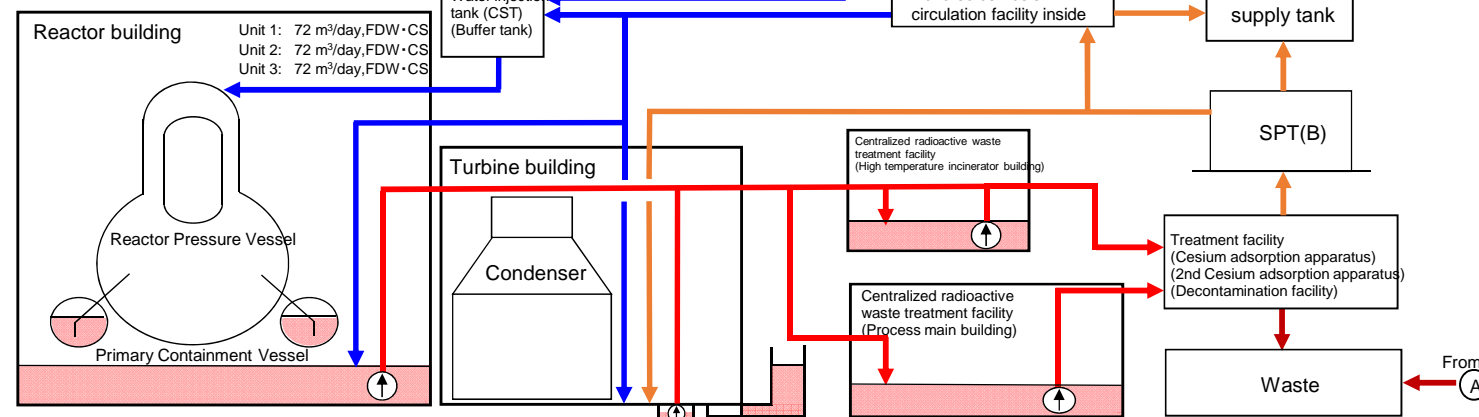 tank (CST)
(Buffer tank)
circulation facility inside
supply tank
Reactor building
Unit 1: 72 m³/day,FDW・CS
Unit 2: 72 m³/day,FDW・CS
Unit 3: 72 m³/day,FDW・CS
SPT(B)
Centralized radioactive waste
treatment facility
(High temperature incinerator building)
Turbine building
Reactor Pressure Vessel
Condenser
Treatment facility
(Cesium adsorption apparatus)
(2nd Cesium adsorption apparatus)
(Decontamination facility)
Centralized radioactive
waste treatment facility
(Process main building)
Primary Containment Vessel
Waste
From
A